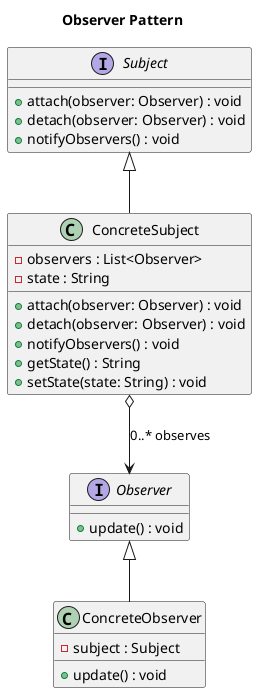 Observer Pattern
I Subject
attach(observer: Observer) : void
detach(observer: Observer) : void
notifyObservers() : void
C ConcreteSubject
observers : List<Observer>
state : String
attach(observer: Observer) : void
detach(observer: Observer) : void
notifyObservers() : void
getState() : String
setState(state: String) : void
0..* observes
I Observer
update() : void
C ConcreteObserver
subject : Subject
update() : void